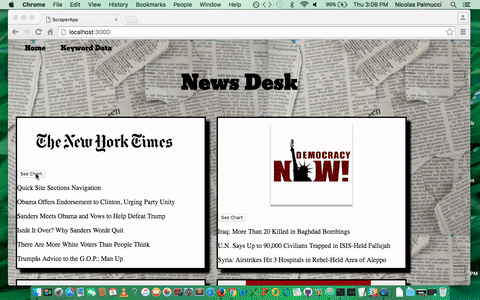 Chrome File Edit View History Bookmarks People Window Help
99% Thu 3:08 PM Nicolas Palmucci
ScraperApp
localhost:3000
Home Keyword Data
News Desk
The New York Times
See Chart
Quick Site Sections Navigation
Obama Offers Endorsement to Clinton, Urging Party Unity
Sanders Meets Obama and Vows to Help Defeat Trump
Isnât It Over? Why Sanders Wonât Quit
There Are More White Voters Than People Think
Trumpâs Advice to the G.O.P.: Man Up
DEMOCRACY
NOW!
See Chart
Iraq: More Than 20 Killed in Baghdad Bombings
U.N. Says Up to 90,000 Civilians Trapped in ISIS-Held Fallujah
Syria: Airstrikes Hit 3 Hospitals in Rebel-Held Area of Aleppo